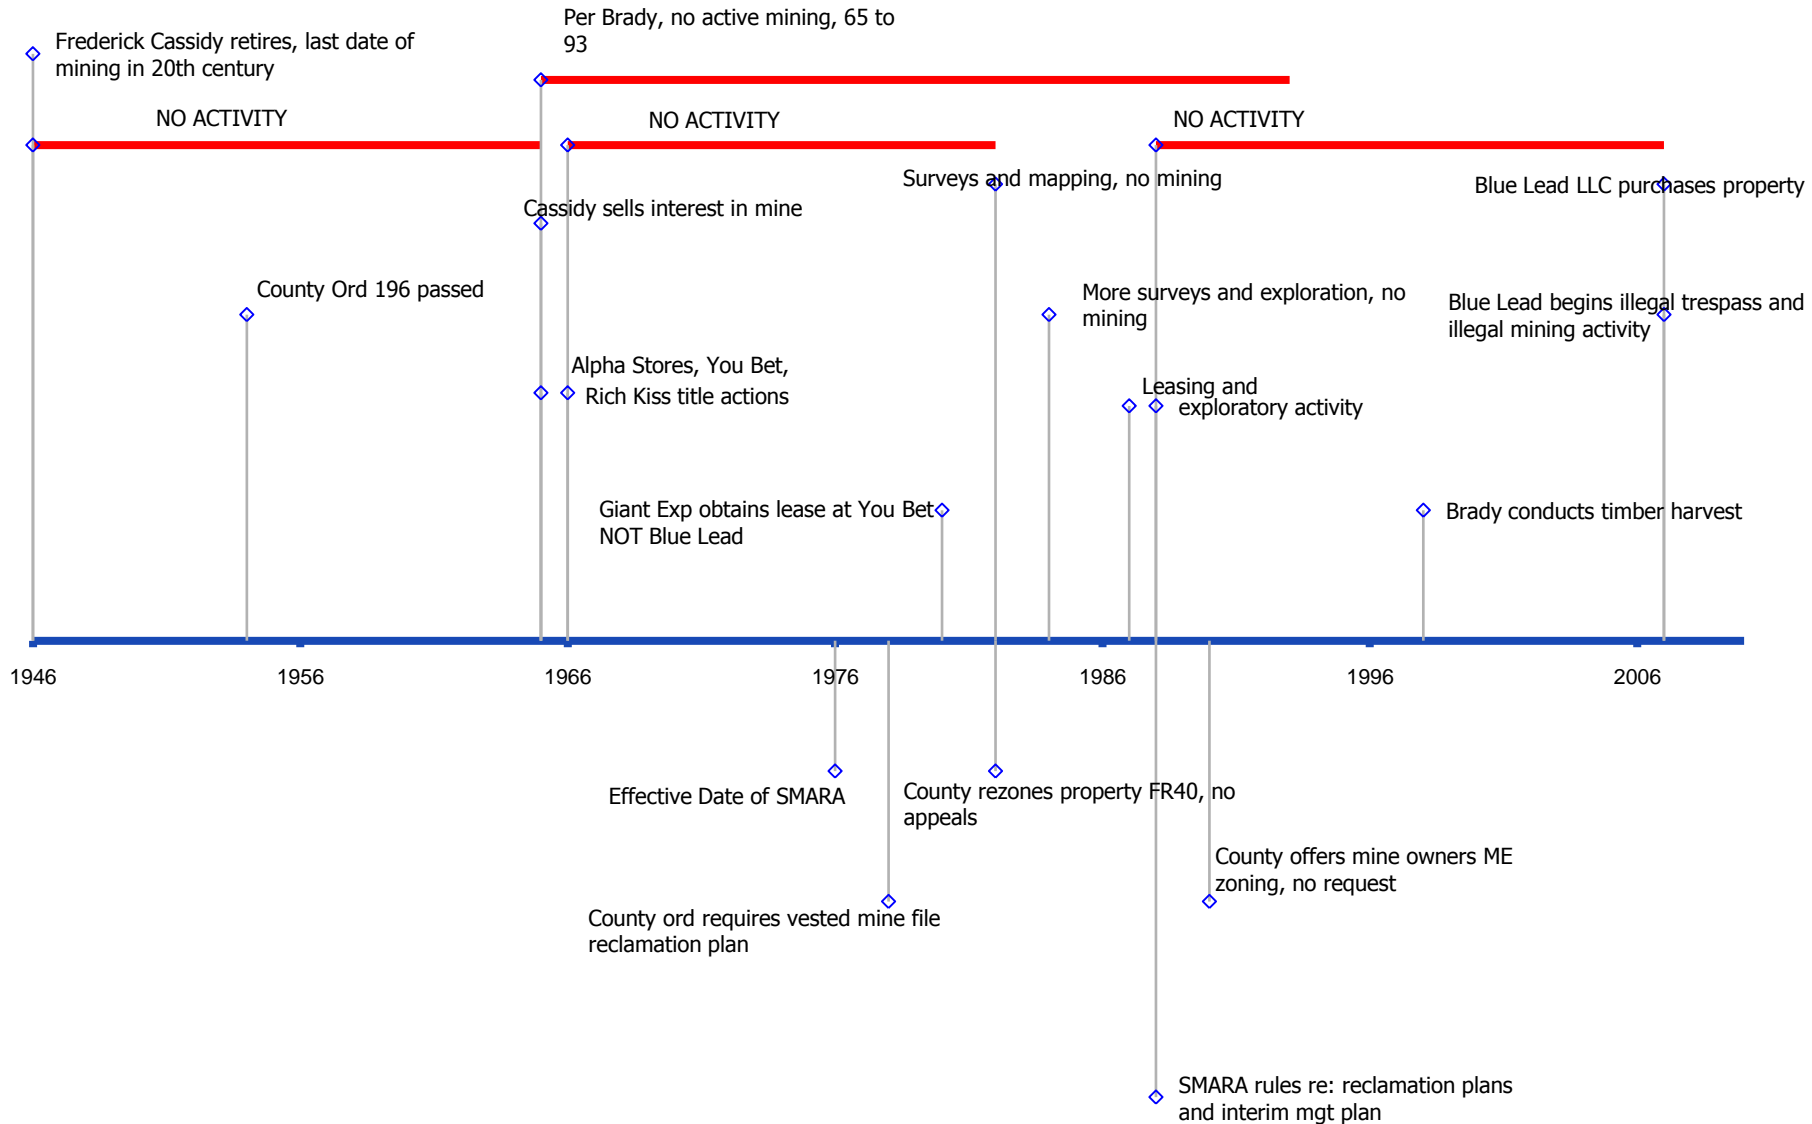 Per Brady, no active mining, 65 to
93
Frederick Cassidy retires, last date of
mining in 20th century
NO ACTIVITY
NO ACTIVITY
NO ACTIVITY
Surveys and mapping, no mining
Blue Lead LLC purchases property
Cassidy sells interest in mine
County Ord 196 passed
More surveys and exploration, no
mining
Blue Lead begins illegal trespass and
illegal mining activity
Alpha Stores, You Bet,
Rich Kiss title actions
Leasing and
exploratory activity
Giant Exp obtains lease at You Bet
NOT Blue Lead
Brady conducts timber harvest
1946
1956
1966
1976
1986
1996
2006
Effective Date of SMARA
County rezones property FR40, no
appeals
County offers mine owners ME
zoning, no request
County ord requires vested mine file
reclamation plan
SMARA rules re: reclamation plans
and interim mgt plan